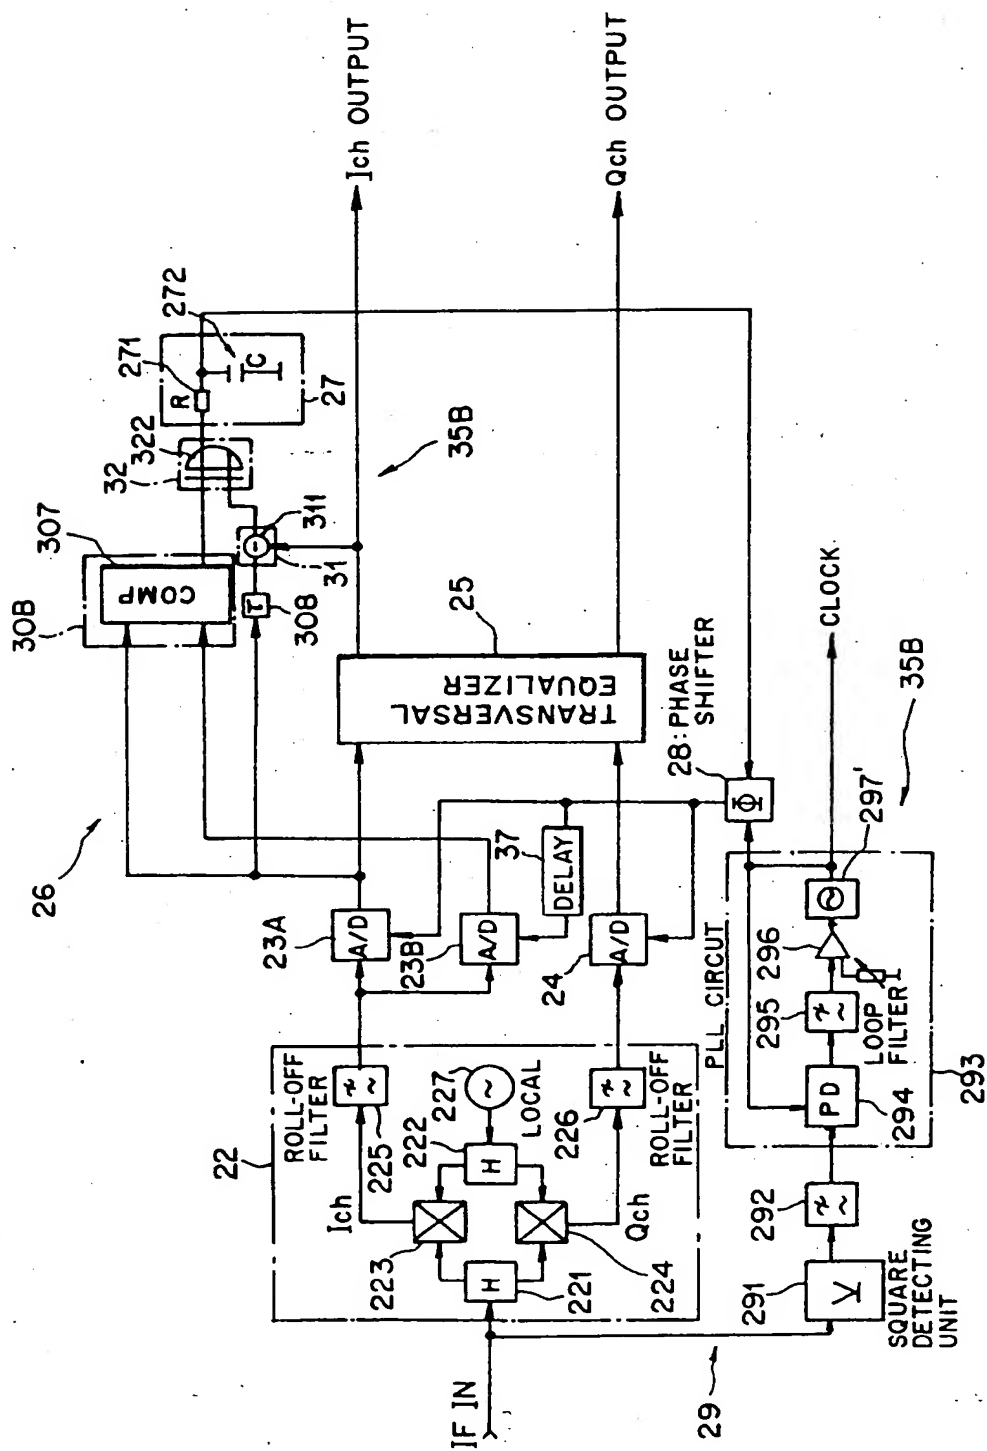 26
30B
307
COMP
308
τ
31
311
32
322
271
R
272
C
27
Ich OUTPUT
35B
Qch OUTPUT
25
TRANSVERSAL
EQUALIZER
23A
A/D
23B
A/D
37
DELAY
24
A/D
28:PHASE
SHIFTER
Φ
22
ROLL-OFF
FILTER
225
Ich
223
222
H
227
LOCAL
226
ROLL-OFF
FILTER
Qch
224
H
221
IF IN
29
291
SQUARE
DETECTING
UNIT
292
PLL CIRCUT
PD
294
295
LOOP
FILTER
296
297'
293
CLOCK
35B